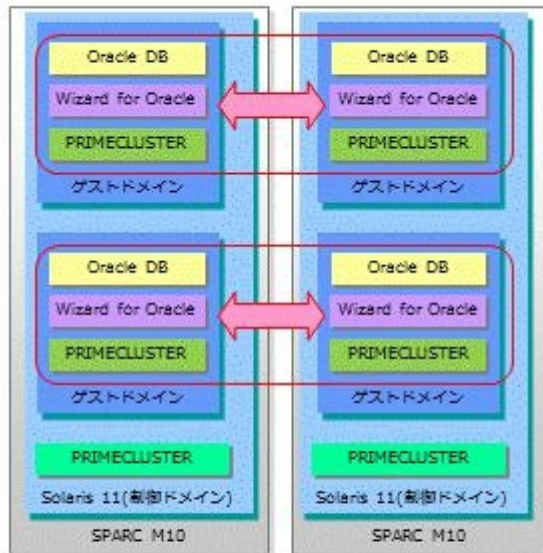 Oracle DB
Wizard for Oracle
PRIMECLUSTER
ゲストドメイン
Oracle DB
Wizard for Oracle
PRIMECLUSTER
ゲストドメイン
PRIMECLUSTER
Solaris 11(制御ドメイン)
SPARC M10
Oracle DB
Wizard for Oracle
PRIMECLUSTER
ゲストドメイン
Oracle DB
Wizard for Oracle
PRIMECLUSTER
ゲストドメイン
PRIMECLUSTER
Solaris 11(制御ドメイン)
SPARC M10